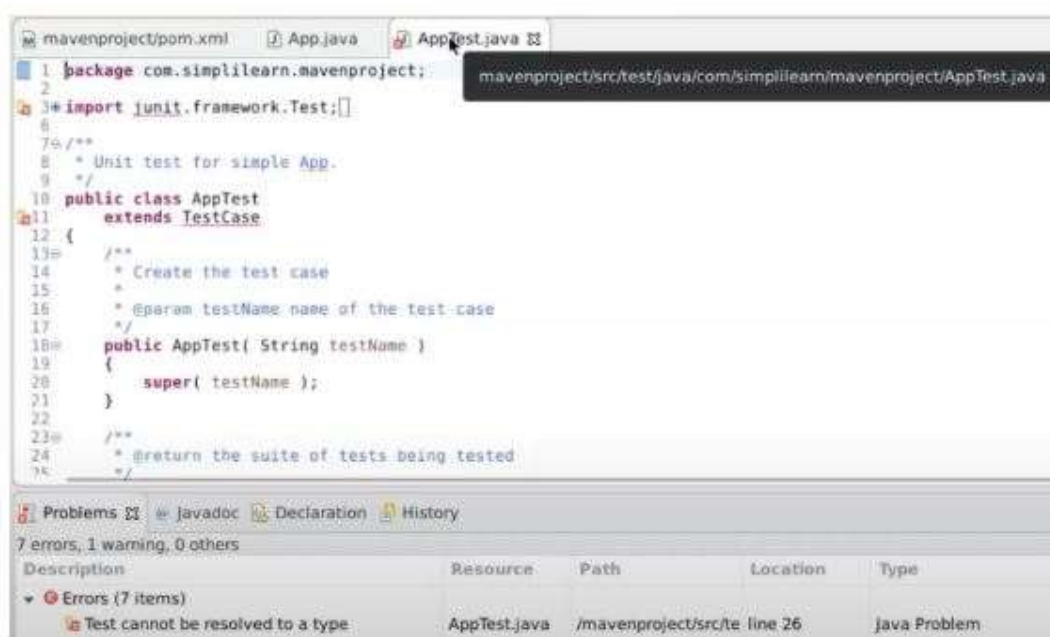 mavenproject/pom.xml App.java AppTest.java
mavenproject/src/test/java/com/simplilearn/mavenproject/AppTest.java
1 package com.simplilearn.mavenproject;
2
3 import junit.framework.Test;
6
7 /**
8 * Unit test for simple App.
9 */
10 public class AppTest
11 extends TestCase
12 {
13 /**
14 * Create the test case
15 *
16 * @param testName name of the test case
17 */
18 public AppTest( String testName )
19 {
20 super( testName );
21 }
22
23 /**
24 * @return the suite of tests being tested
25 */
Problems Javadoc Declaration History
7 errors, 1 warning, 0 others
Description Resource Path Location Type
Errors (7 items)
Test cannot be resolved to a type AppTest.java /mavenproject/src/te line 26 Java Problem